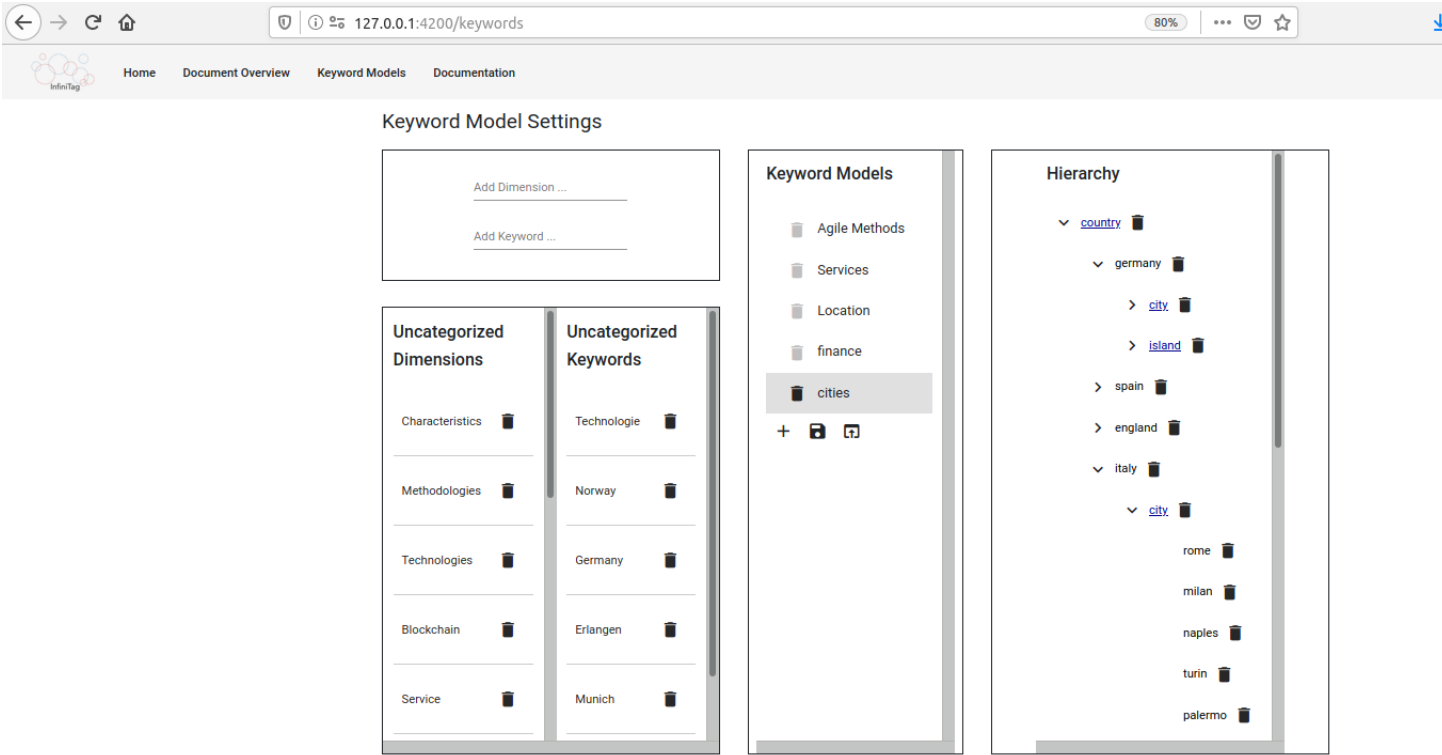 127.0.0.1:4200/keywords
80%
InfiniTag
Home
Document Overview
Keyword Models
Documentation
Keyword Model Settings
Add Dimension ...
Add Keyword ...
Uncategorized
Dimensions
Characteristics
Methodologies
Technologies
Blockchain
Service
Uncategorized
Keywords
Technologie
Norway
Germany
Erlangen
Munich
Keyword Models
Agile Methods
Services
Location
finance
cities
Hierarchy
country
germany
city
island
spain
england
italy
city
rome
milan
naples
turin
palermo